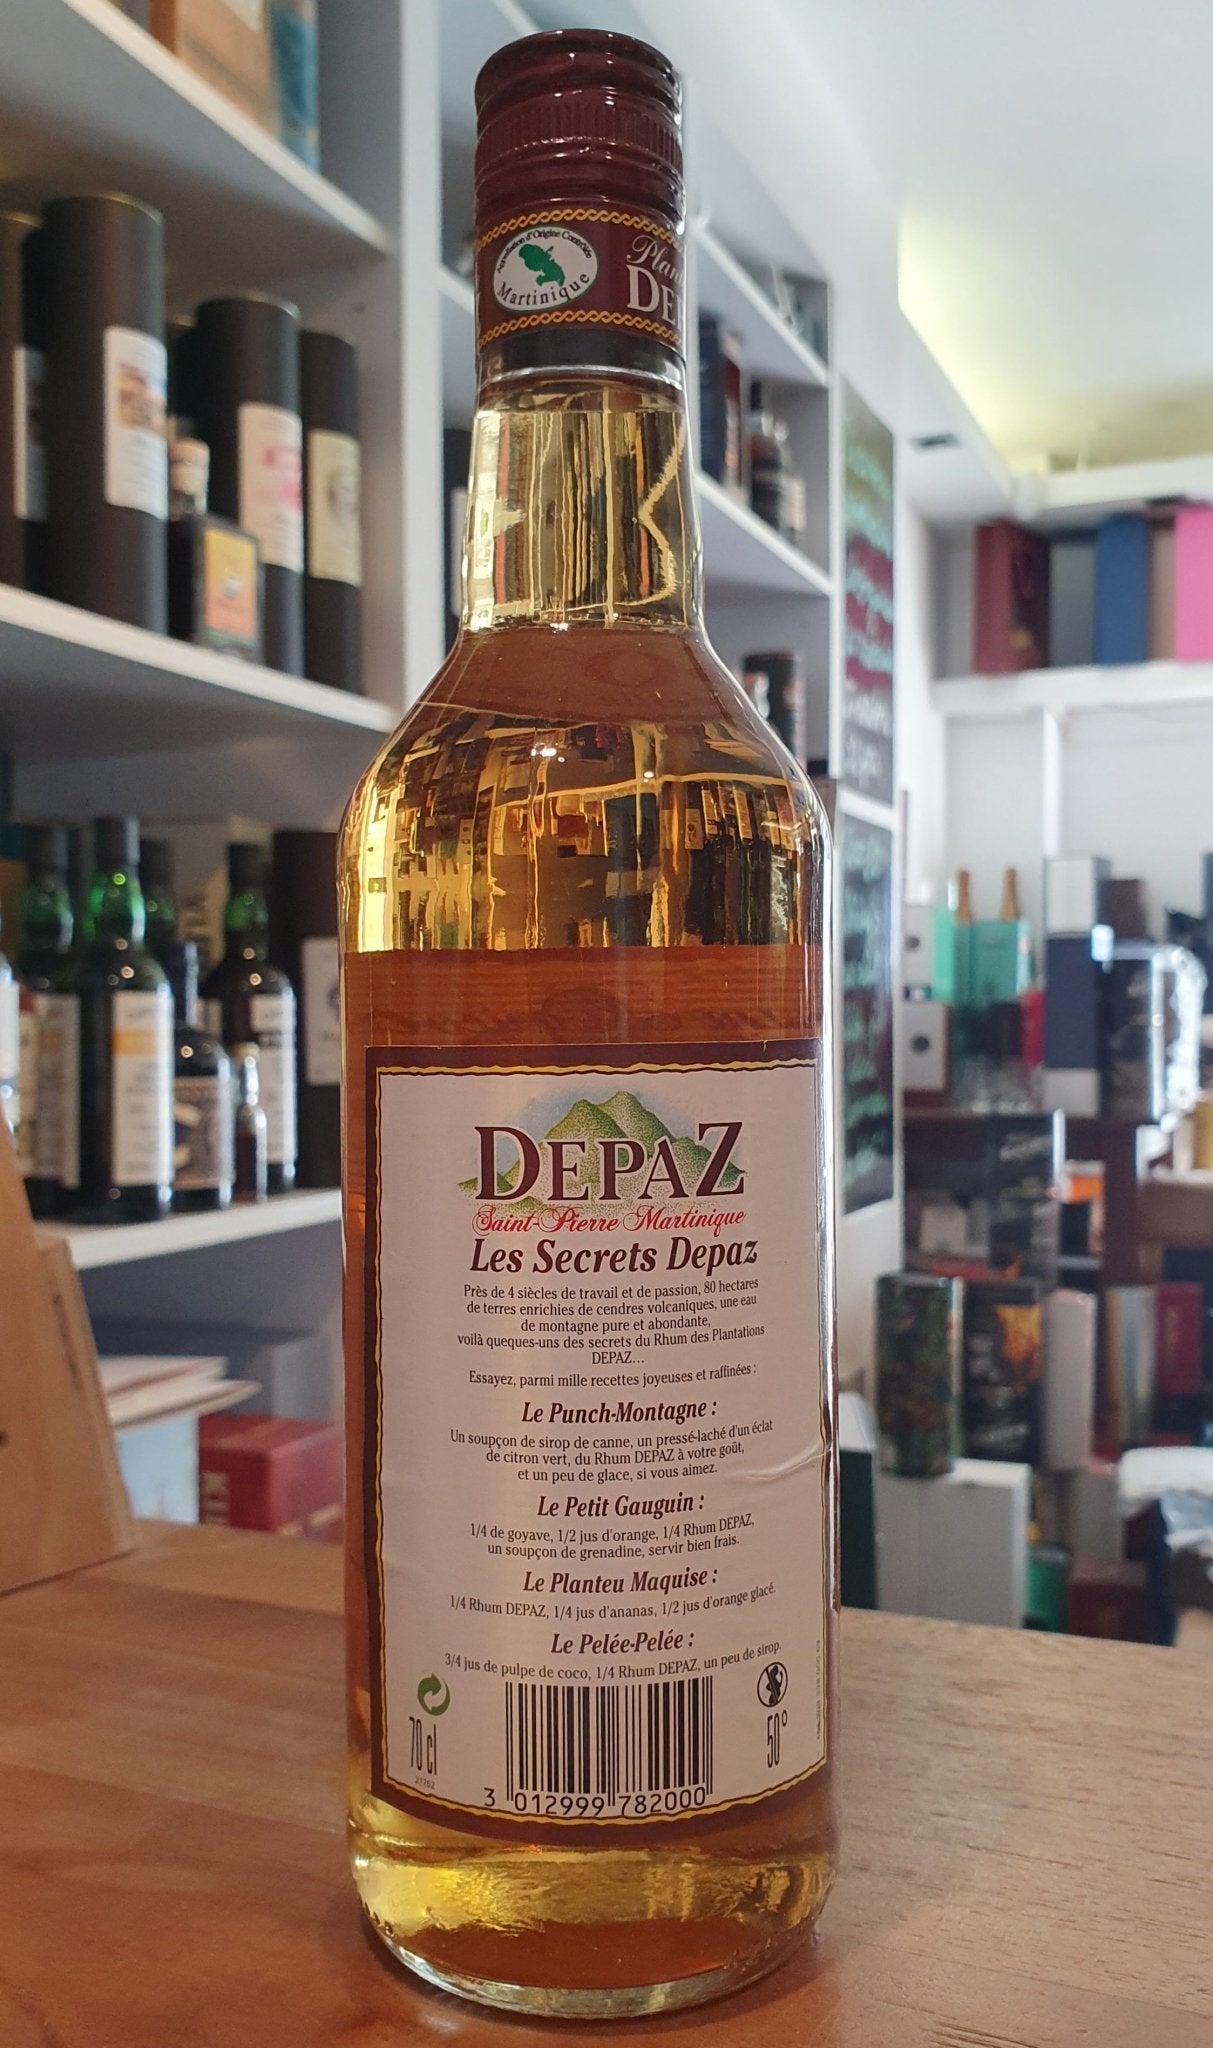 Appellation d'Origine Contrôlée
Martinique
DEPAZ
Saint-Pierre Martinique
Les Secrets Depaz
Près de 4 siècles de travail et de passion, 80 hectares
de terres enrichies de cendres volcaniques, une eau
de montagne pure et abondante,
voilà queques-uns des secrets du Rhum des Plantations
DEPAZ...
Essayez, parmi mille recettes joyeuses et raffinées :
Le Punch-Montagne :
Un soupçon de sirop de canne, un pressé-laché d'un éclat
de citron vert, du Rhum DEPAZ à votre goût,
et un peu de glace, si vous aimez.
Le Petit Gauguin :
1/4 de goyave, 1/2 jus d'orange, 1/4 Rhum DEPAZ,
un soupçon de grenadine, servir bien frais.
Le Planteu Maquise :
1/4 Rhum DEPAZ, 1/4 jus d'ananas, 1/2 jus d'orange glacé.
Le Pelée-Pelée :
3/4 jus de pulpe de coco, 1/4 Rhum DEPAZ, un peu de sirop.
70 cl
21762
50°
3 012999 782000